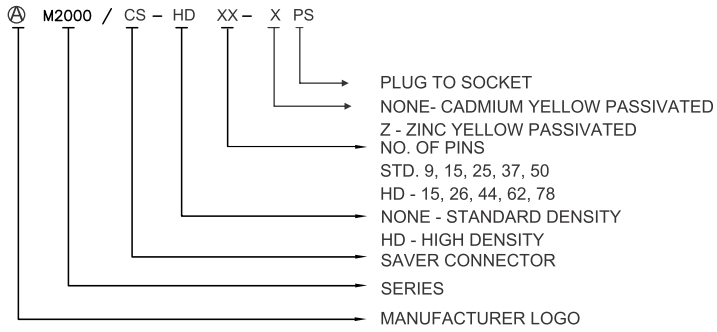 Ⓐ M2000 / CS - HD XX - X PS
PLUG TO SOCKET
NONE- CADMIUM YELLOW PASSIVATED
Z - ZINC YELLOW PASSIVATED
NO. OF PINS
STD. 9, 15, 25, 37, 50
HD - 15, 26, 44, 62, 78
NONE - STANDARD DENSITY
HD - HIGH DENSITY
SAVER CONNECTOR
SERIES
MANUFACTURER LOGO